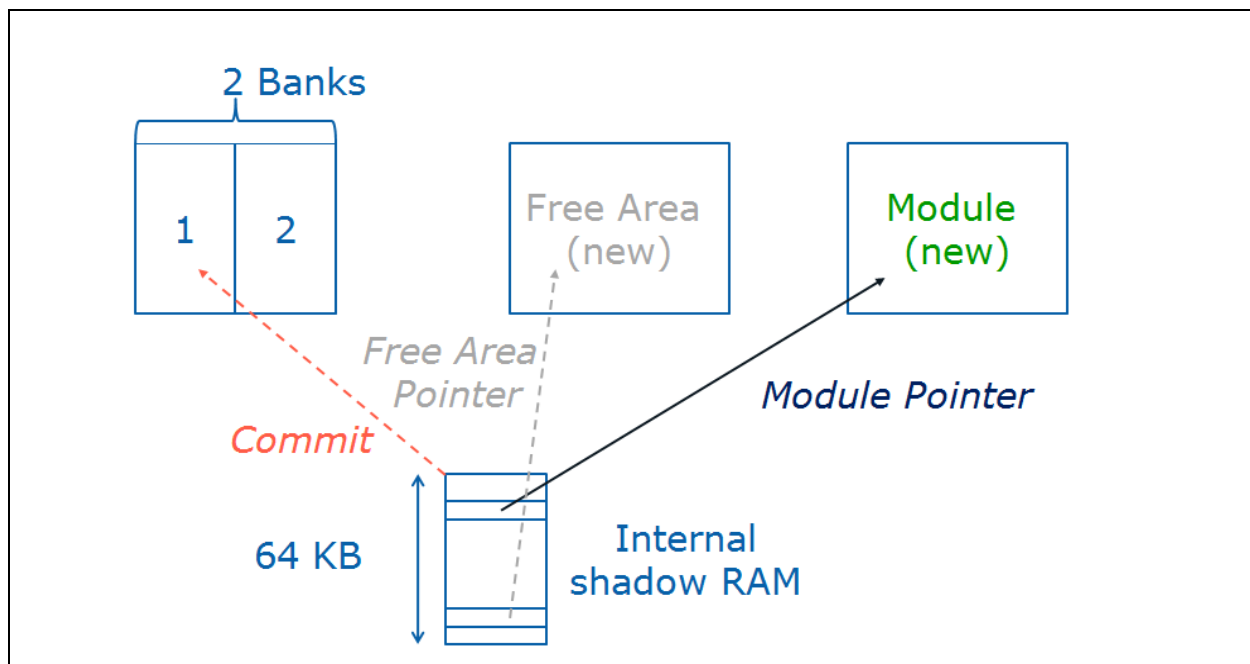 2 Banks
1
2
Free Area
(new)
Module
(new)
Free Area
Pointer
Module Pointer
Commit
64 KB
Internal
shadow RAM